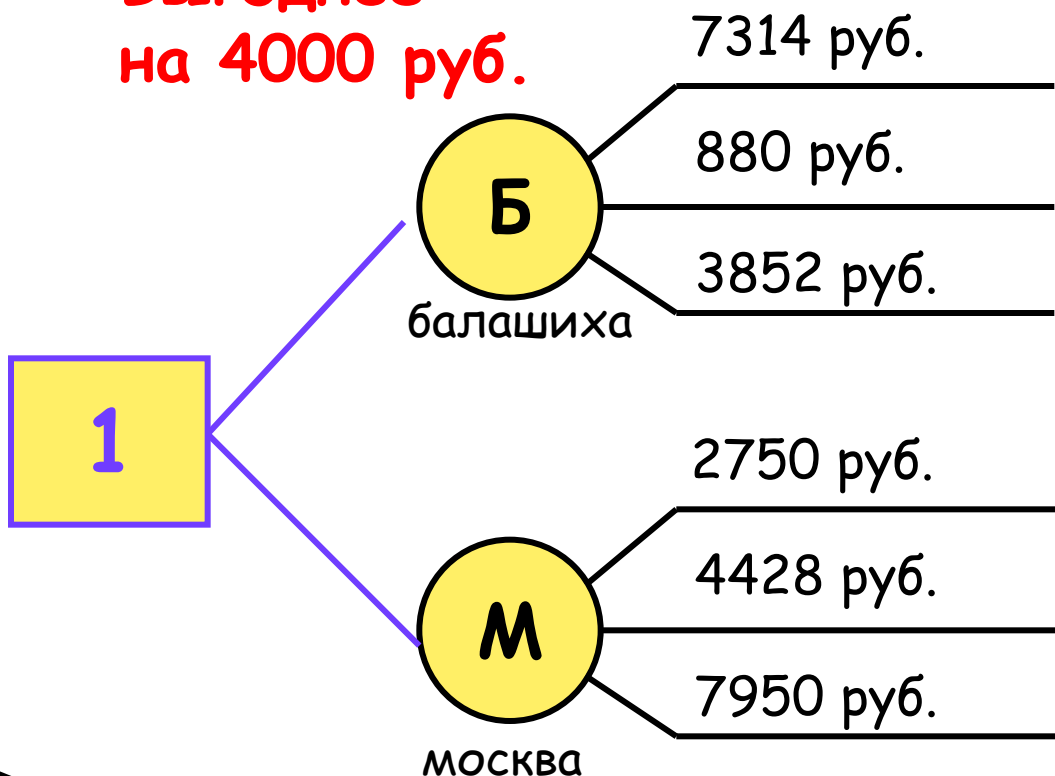 на 4000 руб.
7314 руб.
880 руб.
Б
3852 руб.
балашиха
1
2750 руб.
4428 руб.
М
7950 руб.
москва